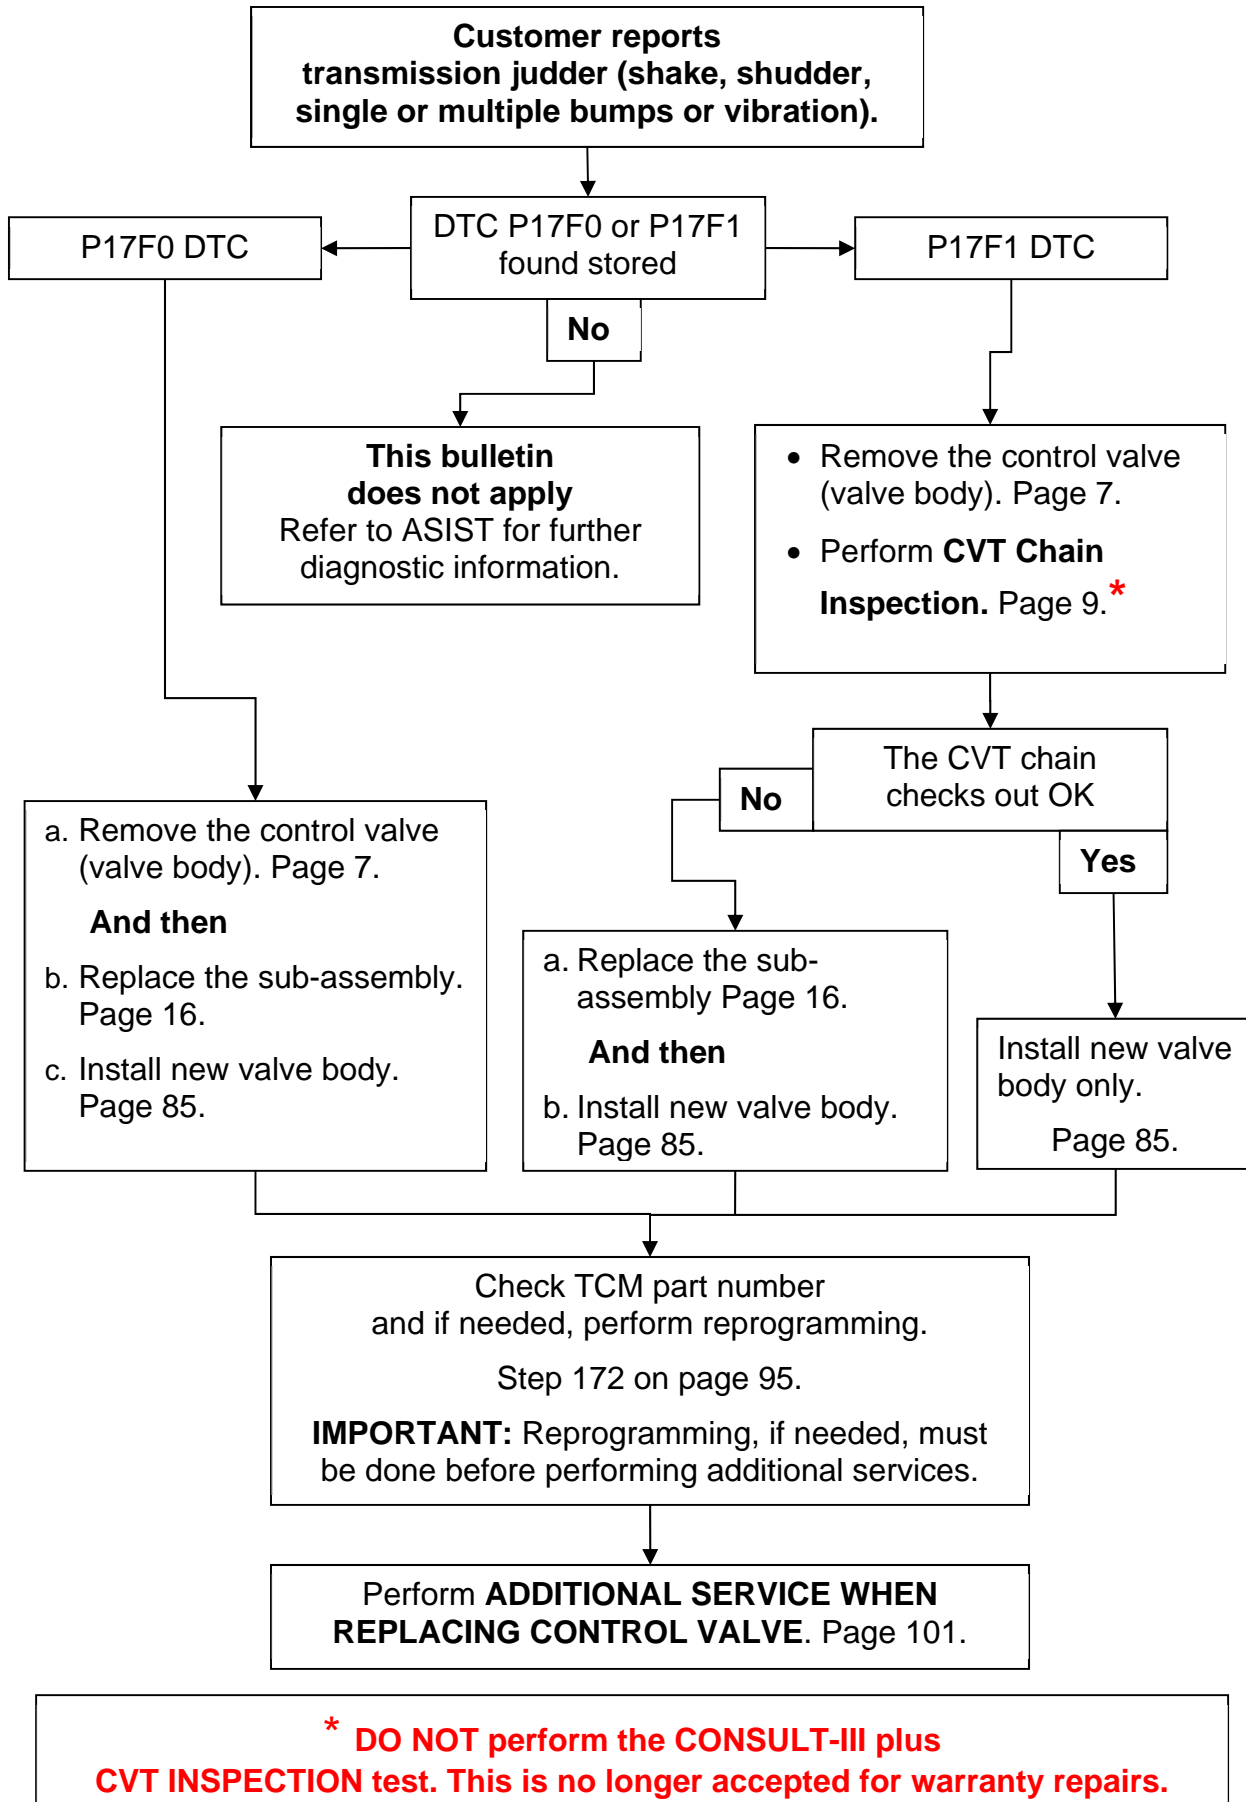 Customer reports
transmission judder (shake, shudder,
single or multiple bumps or vibration).
P17F0 DTC
DTC P17F0 or P17F1
found stored
P17F1 DTC
No
This bulletin
does not apply
Refer to ASIST for further
diagnostic information.
• Remove the control valve
(valve body). Page 7.
• Perform CVT Chain
Inspection. Page 9.*
The CVT chain
checks out OK
No
Yes
a. Remove the control valve
(valve body). Page 7.
And then
b. Replace the sub-assembly.
Page 16.
c. Install new valve body.
Page 85.
a. Replace the sub-
assembly Page 16.
And then
b. Install new valve body.
Page 85.
Install new valve
body only.
Page 85.
Check TCM part number
and if needed, perform reprogramming.
Step 172 on page 95.
IMPORTANT: Reprogramming, if needed, must
be done before performing additional services.
Perform ADDITIONAL SERVICE WHEN
REPLACING CONTROL VALVE. Page 101.
* DO NOT perform the CONSULT-III plus
CVT INSPECTION test. This is no longer accepted for warranty repairs.